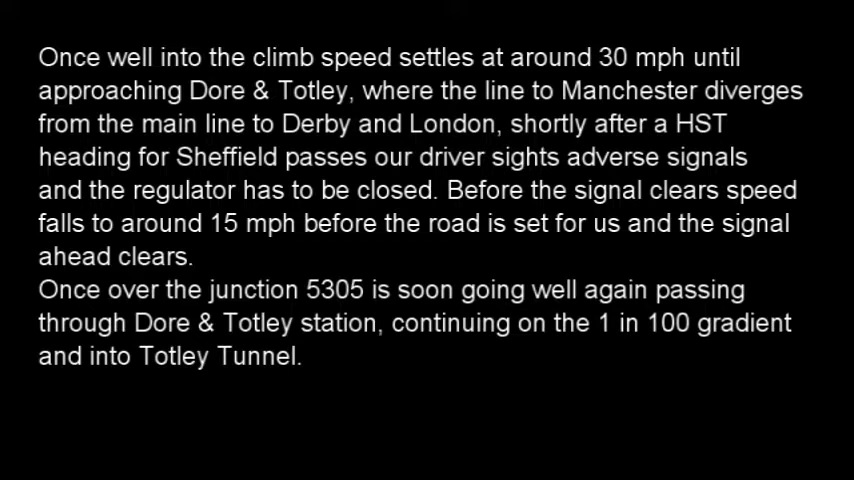 Once well into the climb speed settles at around 30 mph until
approaching Dore & Totley, where the line to Manchester diverges
from the main line to Derby and London, shortly after a HST
heading for Sheffield passes our driver sights adverse signals
and the regulator has to be closed. Before the signal clears speed
falls to around 15 mph before the road is set for us and the signal
ahead clears.
Once over the junction 5305 is soon going well again passing
through Dore & Totley station, continuing on the 1 in 100 gradient
and into Totley Tunnel.